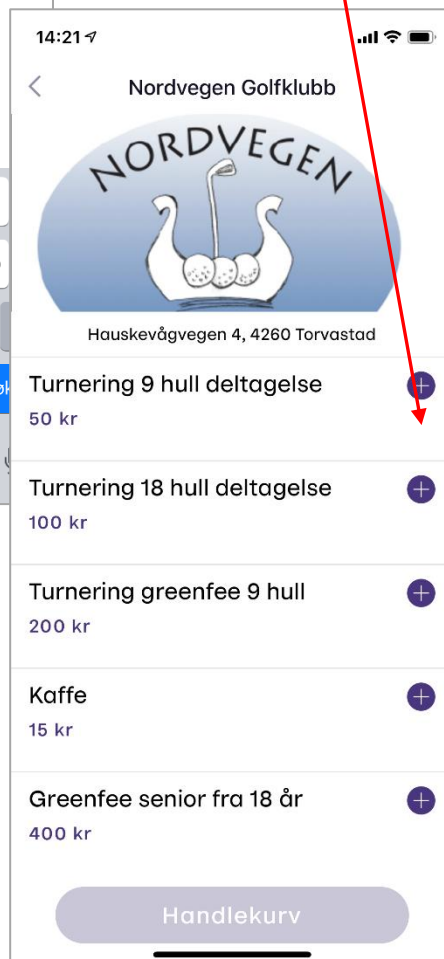 14:21
Nordvegen Golfklubb
NORDVEGEN
Hauskevågvegen 4, 4260 Torvastad
Turnering 9 hull deltagelse
50 kr
Turnering 18 hull deltagelse
100 kr
Turnering greenfee 9 hull
200 kr
Kaffe
15 kr
Greenfee senior fra 18 år
400 kr
Handlekurv